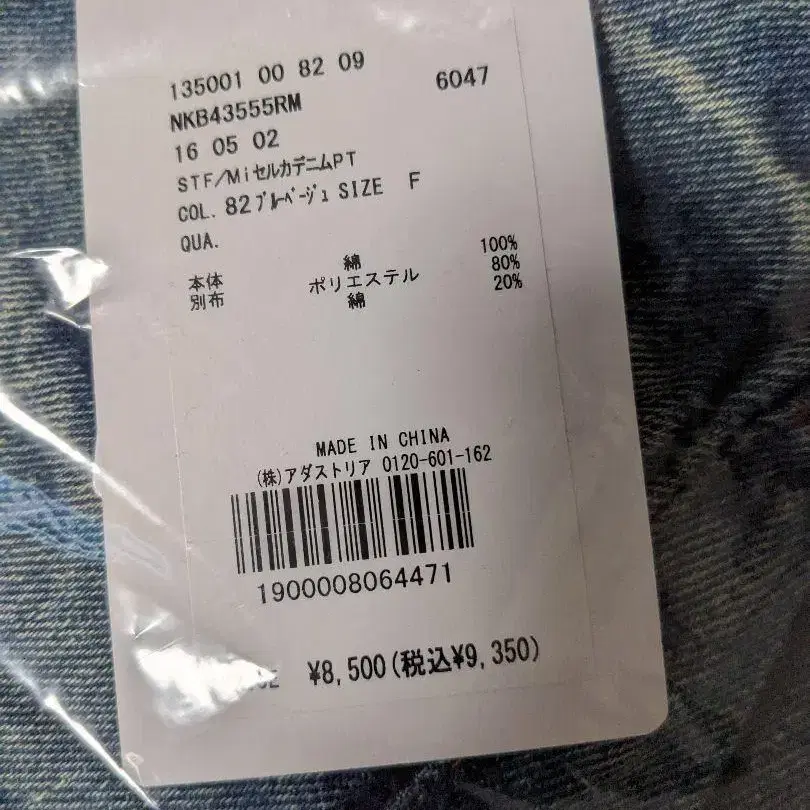 135001 00 82 09
6047
NKB43555RM
16 05 02
STF/MiセルカデニムPT
COL. 82ブルーベージュ SIZE F
QUA.
本体 綿 100%
別布 ポリエステル 80%
綿 20%
MADE IN CHINA
(株)アダストリア 0120-601-162
1900008064471
¥8,500(税込¥9,350)